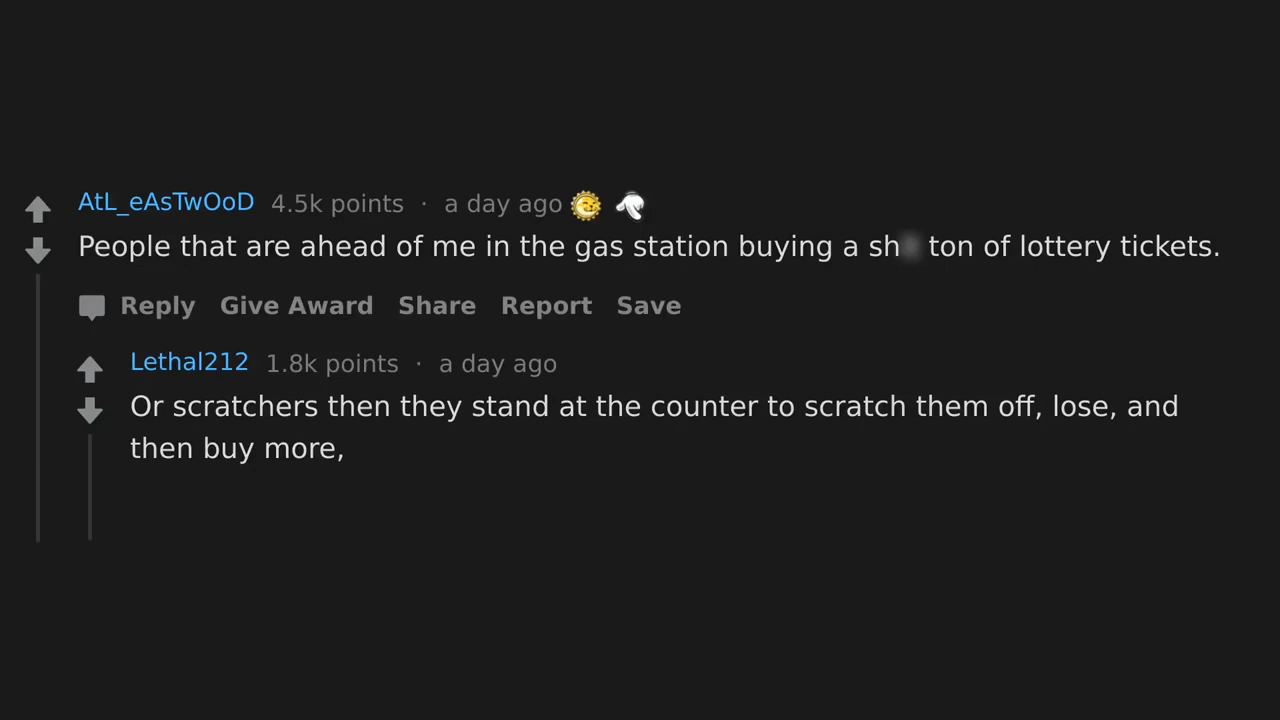 AtL_eAsTwOoD 4.5k points · a day ago
People that are ahead of me in the gas station buying a sh ton of lottery tickets.
Reply Give Award Share Report Save
Lethal212 1.8k points · a day ago
Or scratchers then they stand at the counter to scratch them off, lose, and
then buy more,